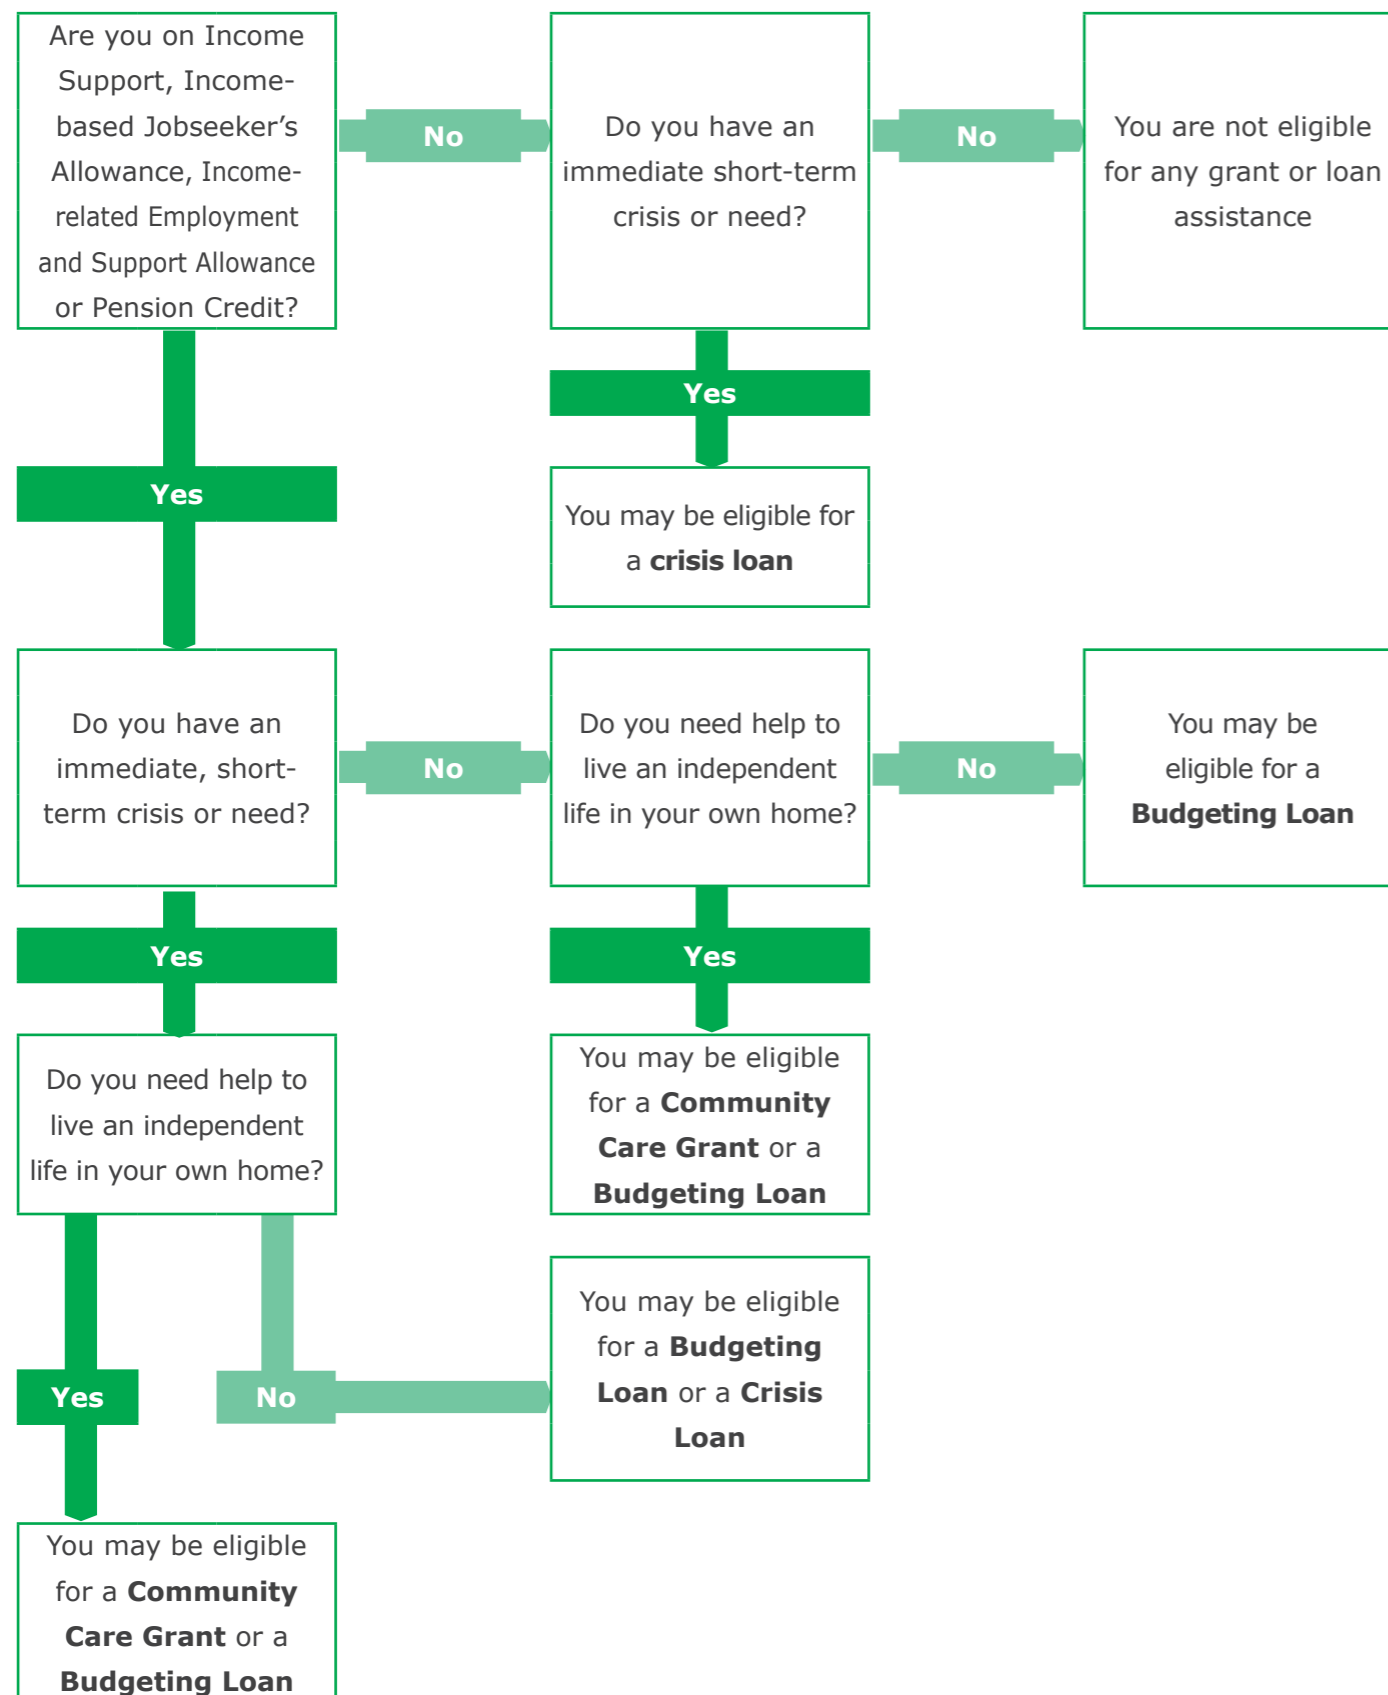 Are you on Income
Support, Income-
based Jobseeker’s
Allowance, Income-
related Employment
and Support Allowance
or Pension Credit?
No
Do you have an
immediate short-term
crisis or need?
No
You are not eligible
for any grant or loan
assistance
Yes
Yes
You may be eligible for
a crisis loan
Do you have an
immediate, short-
term crisis or need?
No
Do you need help to
live an independent
life in your own home?
No
You may be
eligible for a
Budgeting Loan
Yes
Yes
Do you need help to
live an independent
life in your own home?
You may be eligible
for a Community
Care Grant or a
Budgeting Loan
Yes
No
You may be eligible
for a Budgeting
Loan or a Crisis
Loan
You may be eligible
for a Community
Care Grant or a
Budgeting Loan